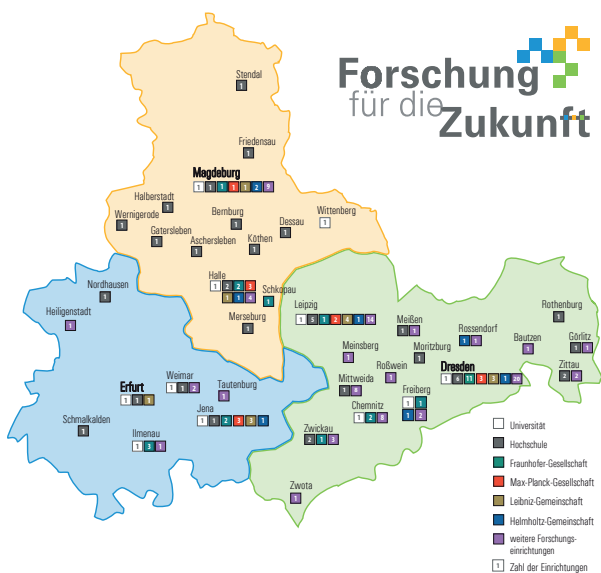 Forschung
für die
Zukunft
Stendal
1
Friedensau
1
Magdeburg
1 1 1 1 1 2 9
Halberstadt
1
Wernigerode
1
Gatersleben
1
Aschersleben
1
Bernburg
1
Köthen
1
Dessau
1
Wittenberg
1
Halle
1 2 2 3
1 1 4
Schkopau
1
Merseburg
1
Nordhausen
1
Heiligenstadt
1
Weimar
1 1 2
Tautenburg
1
Erfurt
1 1 1
Jena
1 1 2 3 3 1
Schmalkalden
1
Ilmenau
1 3 1
Leipzig
1 5 1 2 4 1 14
Meißen
1 1
Moritzburg
1
Rossendorf
1 1
Rothenburg
1
Bautzen
1
Görlitz
1 1
Zittau
2 2
Meinsberg
1
Roßwein
1
Dresden
1 6 11 3 3 1 20
Mittweida
1 8
Freiberg
1 1
1 2
Chemnitz
1 2 8
Zwickau
2 1 3
Zwota
1
Universität
Hochschule
Fraunhofer-Gesellschaft
Max-Planck-Gesellschaft
Leibniz-Gemeinschaft
Helmholtz-Gemeinschaft
weitere Forschungs-
einrichtungen
1 Zahl der Einrichtungen